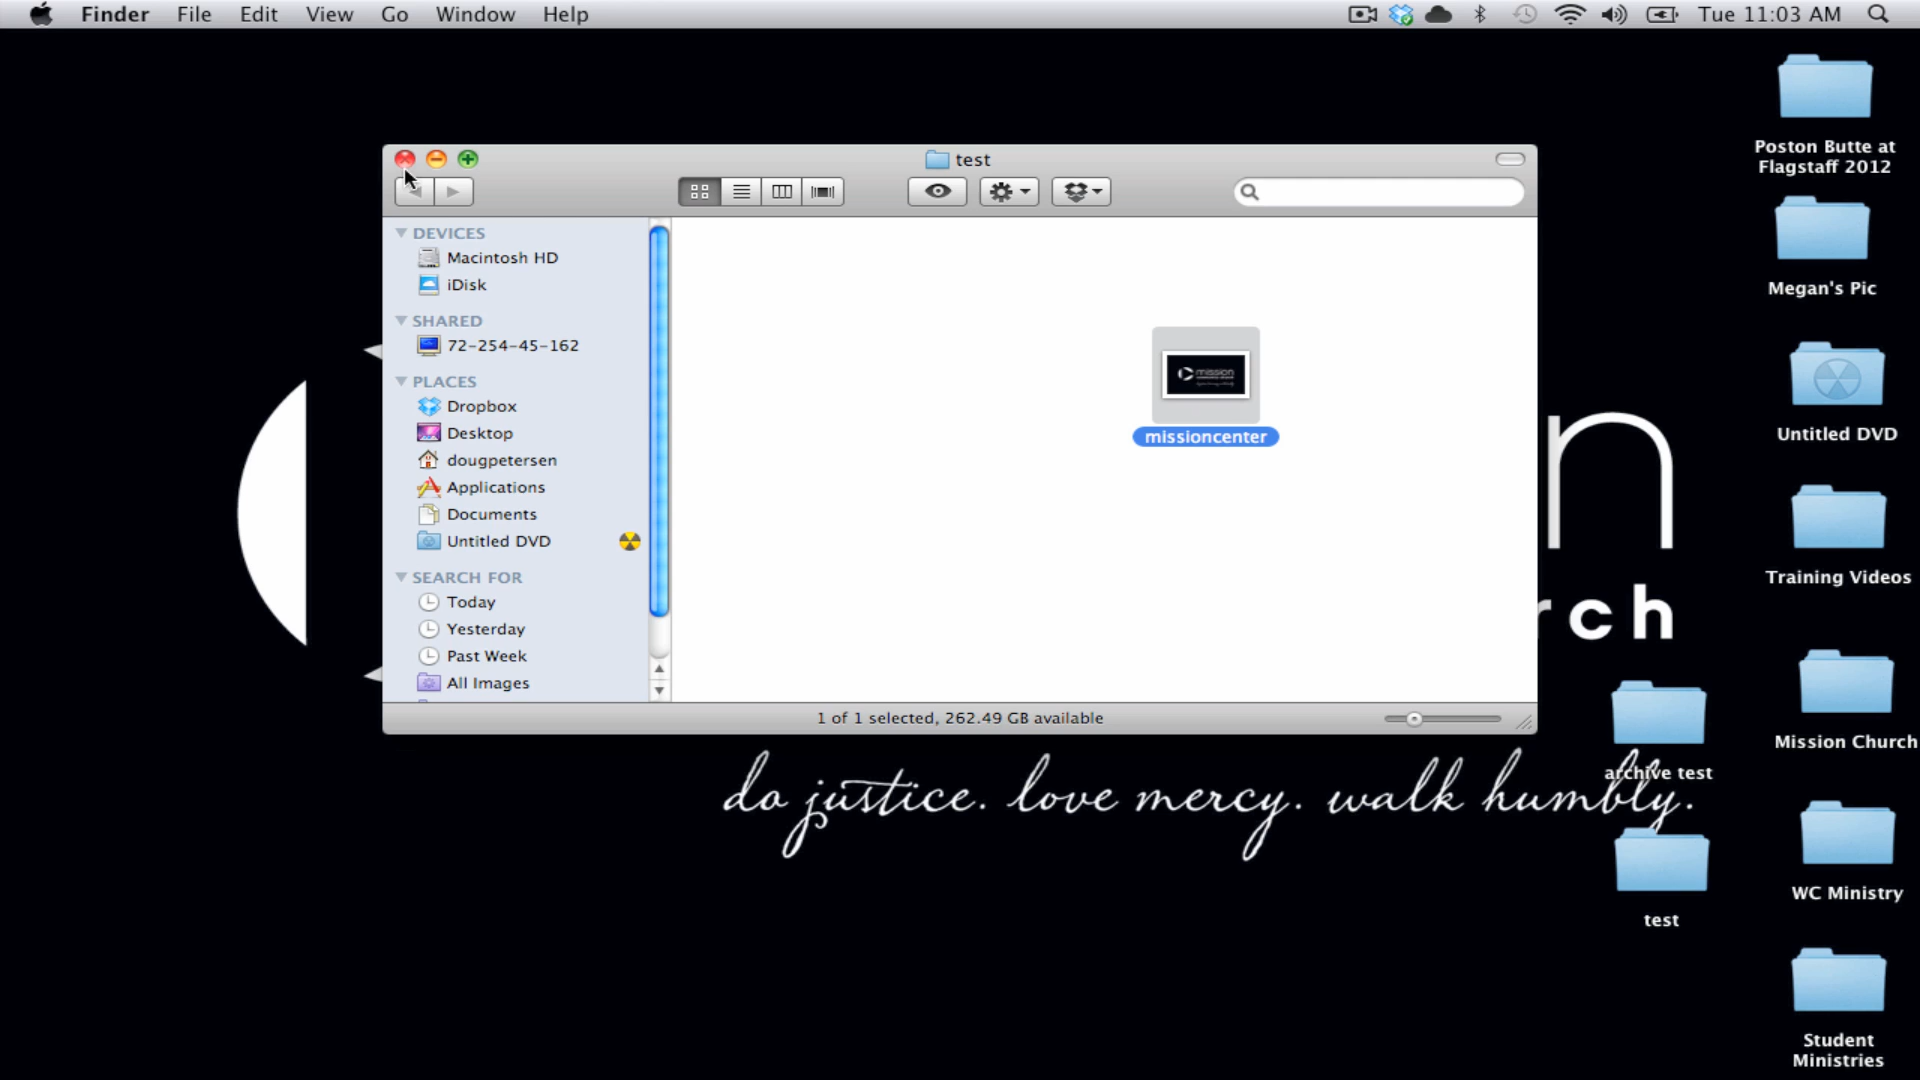 Finder File Edit View Go Window Help Tue 11:03 AM
test
DEVICES
Macintosh HD
iDisk
SHARED
72-254-45-162
PLACES
Dropbox
Desktop
dougpetersen
Applications
Documents
Untitled DVD
SEARCH FOR
Today
Yesterday
Past Week
All Images
mission
missioncenter
1 of 1 selected, 262.49 GB available
n
rch
do justice. love mercy. walk humbly.
Poston Butte at
Flagstaff 2012
Megan's Pic
Untitled DVD
Training Videos
Mission Church
archive test
WC Ministry
test
Student
Ministries